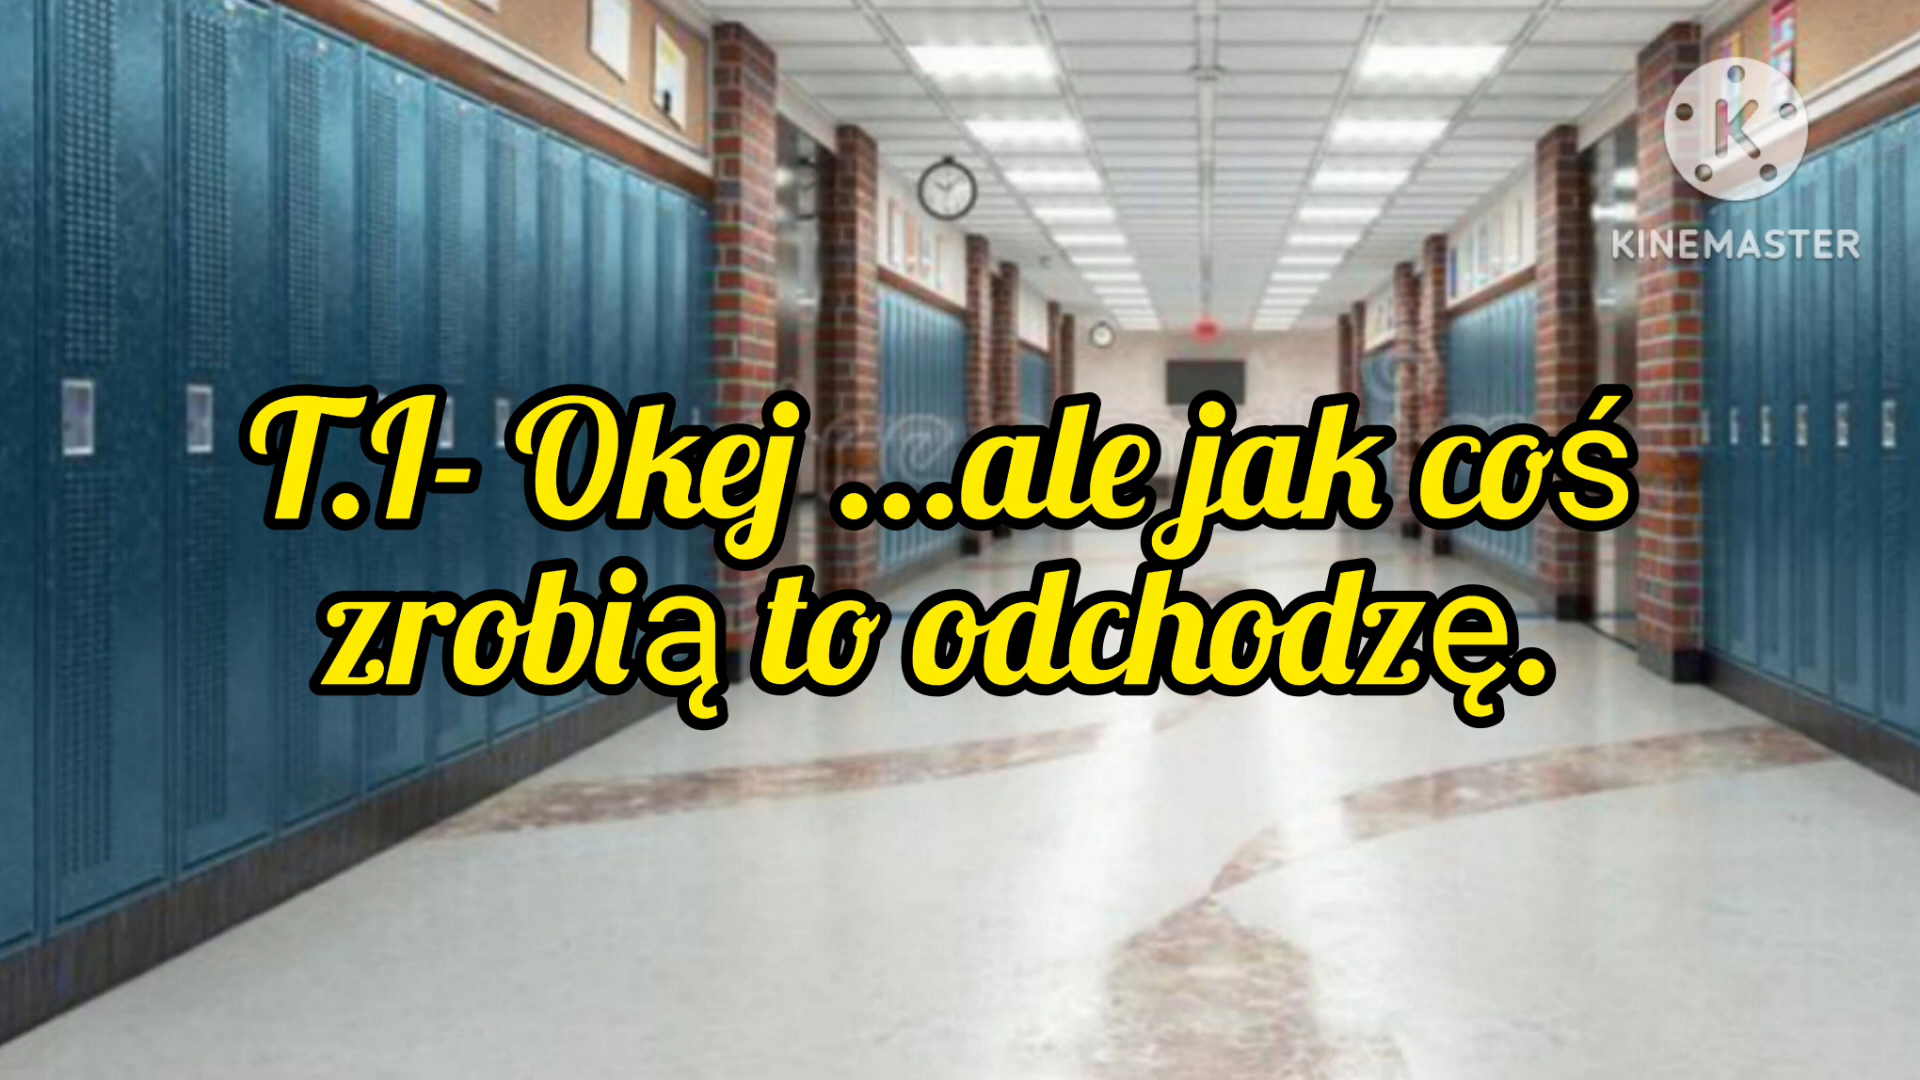 KINEMASTER
T.I- Okej ...ale jak coś
zrobią to odchodzę.